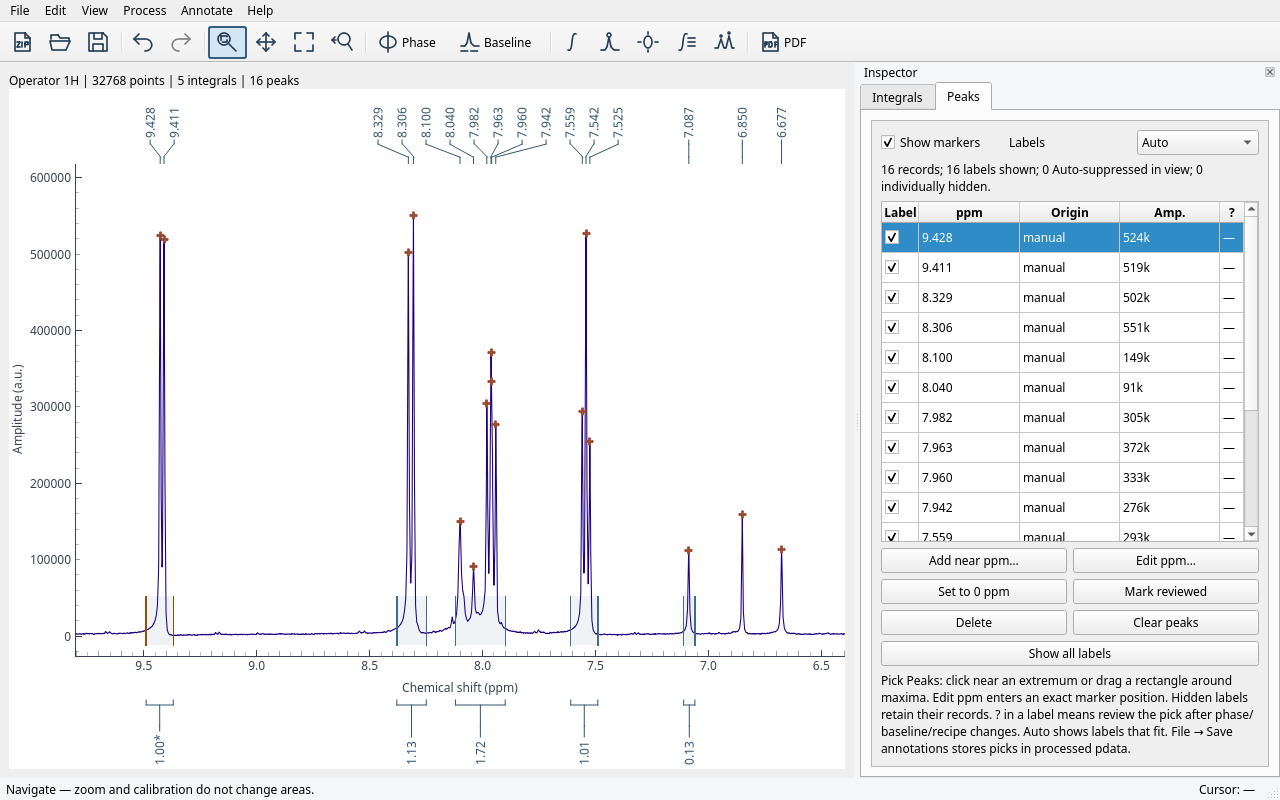 File Edit View Process Annotate Help
ZIP Phase Baseline PDF PDF
Operator 1H | 32768 points | 5 integrals | 16 peaks
9.428 9.411 8.329 8.306 8.100 8.040 7.982 7.963 7.960 7.942 7.559 7.542 7.525 7.087 6.850 6.677
600000
500000
400000
300000
200000
100000
0
Amplitude (a.u.)
9.5 9.0 8.5 8.0 7.5 7.0 6.5
Chemical shift (ppm)
1.00* 1.13 1.72 1.01 0.13
Inspector
Integrals Peaks
Show markers Labels Auto
16 records; 16 labels shown; 0 Auto-suppressed in view; 0
individually hidden.
Label ppm Origin Amp. ?
9.428 manual 524k —
9.411 manual 519k —
8.329 manual 502k —
8.306 manual 551k —
8.100 manual 149k —
8.040 manual 91k —
7.982 manual 305k —
7.963 manual 372k —
7.960 manual 333k —
7.942 manual 276k —
7.559 manual 293k —
Add near ppm... Edit ppm...
Set to 0 ppm Mark reviewed
Delete Clear peaks
Show all labels
Pick Peaks: click near an extremum or drag a rectangle around
maxima. Edit ppm enters an exact marker position. Hidden labels
retain their records. ? in a label means review the pick after phase/
baseline/recipe changes. Auto shows labels that fit. File → Save
annotations stores picks in processed pdata.
Navigate — zoom and calibration do not change areas. Cursor: —